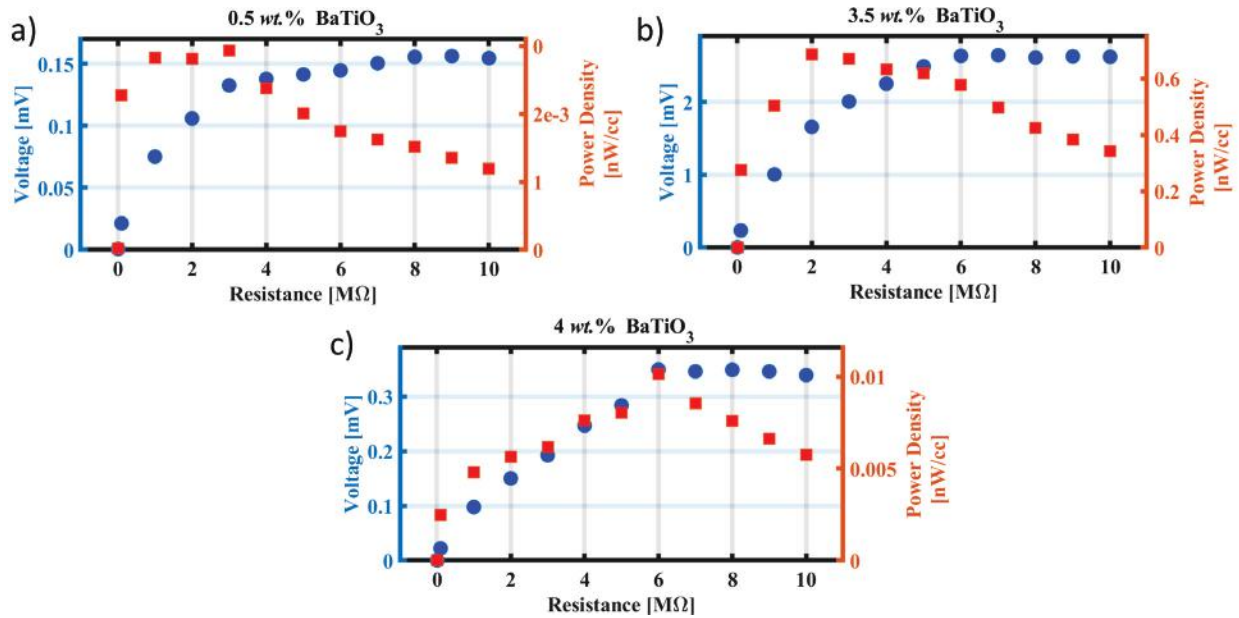 a)
0.5 wt.% BaTiO3
Voltage [mV]
0.15
0.1
0.05
0
0
2e-3
1
0
Power Density
[nW/cc]
0 2 4 6 8 10
Resistance [MΩ]
b)
3.5 wt.% BaTiO3
Voltage [mV]
2
1
0
0.6
0.4
0.2
0
Power Density
[nW/cc]
0 2 4 6 8 10
Resistance [MΩ]
c)
4 wt.% BaTiO3
Voltage [mV]
0.3
0.2
0.1
0
0.01
0.005
0
Power Density
[nW/cc]
0 2 4 6 8 10
Resistance [MΩ]